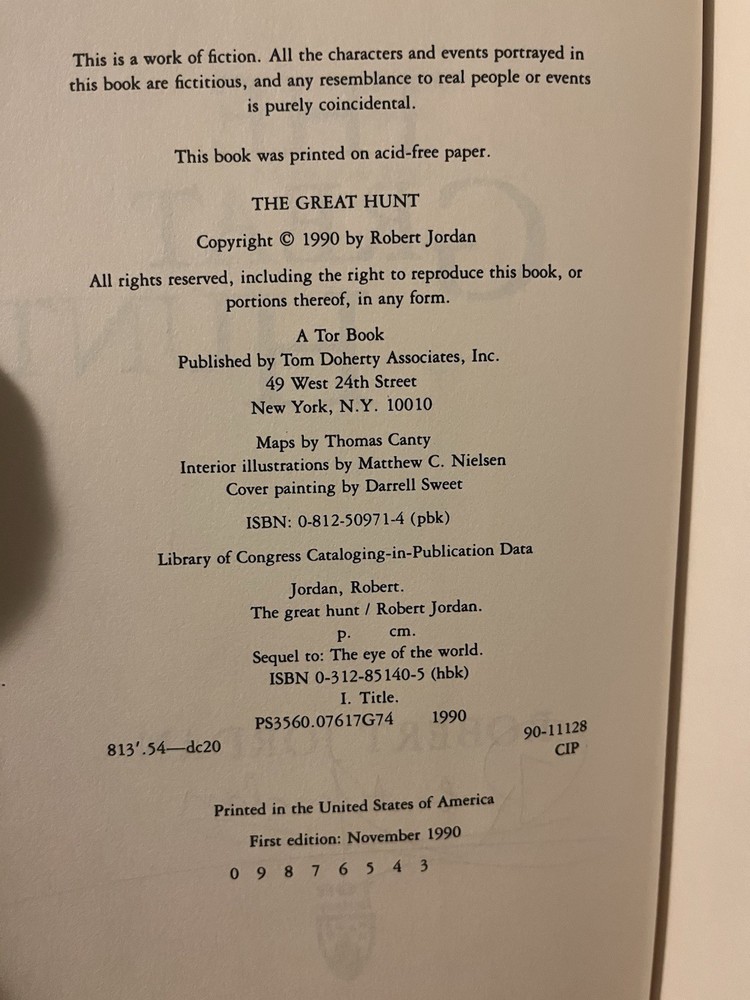 This is a work of fiction. All the characters and events portrayed in
this book are fictitious, and any resemblance to real people or events
is purely coincidental.
This book was printed on acid-free paper.
THE GREAT HUNT
Copyright © 1990 by Robert Jordan
All rights reserved, including the right to reproduce this book, or
portions thereof, in any form.
A Tor Book
Published by Tom Doherty Associates, Inc.
49 West 24th Street
New York, N.Y. 10010
Maps by Thomas Canty
Interior illustrations by Matthew C. Nielsen
Cover painting by Darrell Sweet
ISBN: 0-812-50971-4 (pbk)
Library of Congress Cataloging-in-Publication Data
Jordan, Robert.
The great hunt / Robert Jordan.
p. cm.
Sequel to: The eye of the world.
ISBN 0-312-85140-5 (hbk)
I. Title.
PS3560.07617G74 1990
813'.54—dc20 90-11128
CIP
Printed in the United States of America
First edition: November 1990
0 9 8 7 6 5 4 3